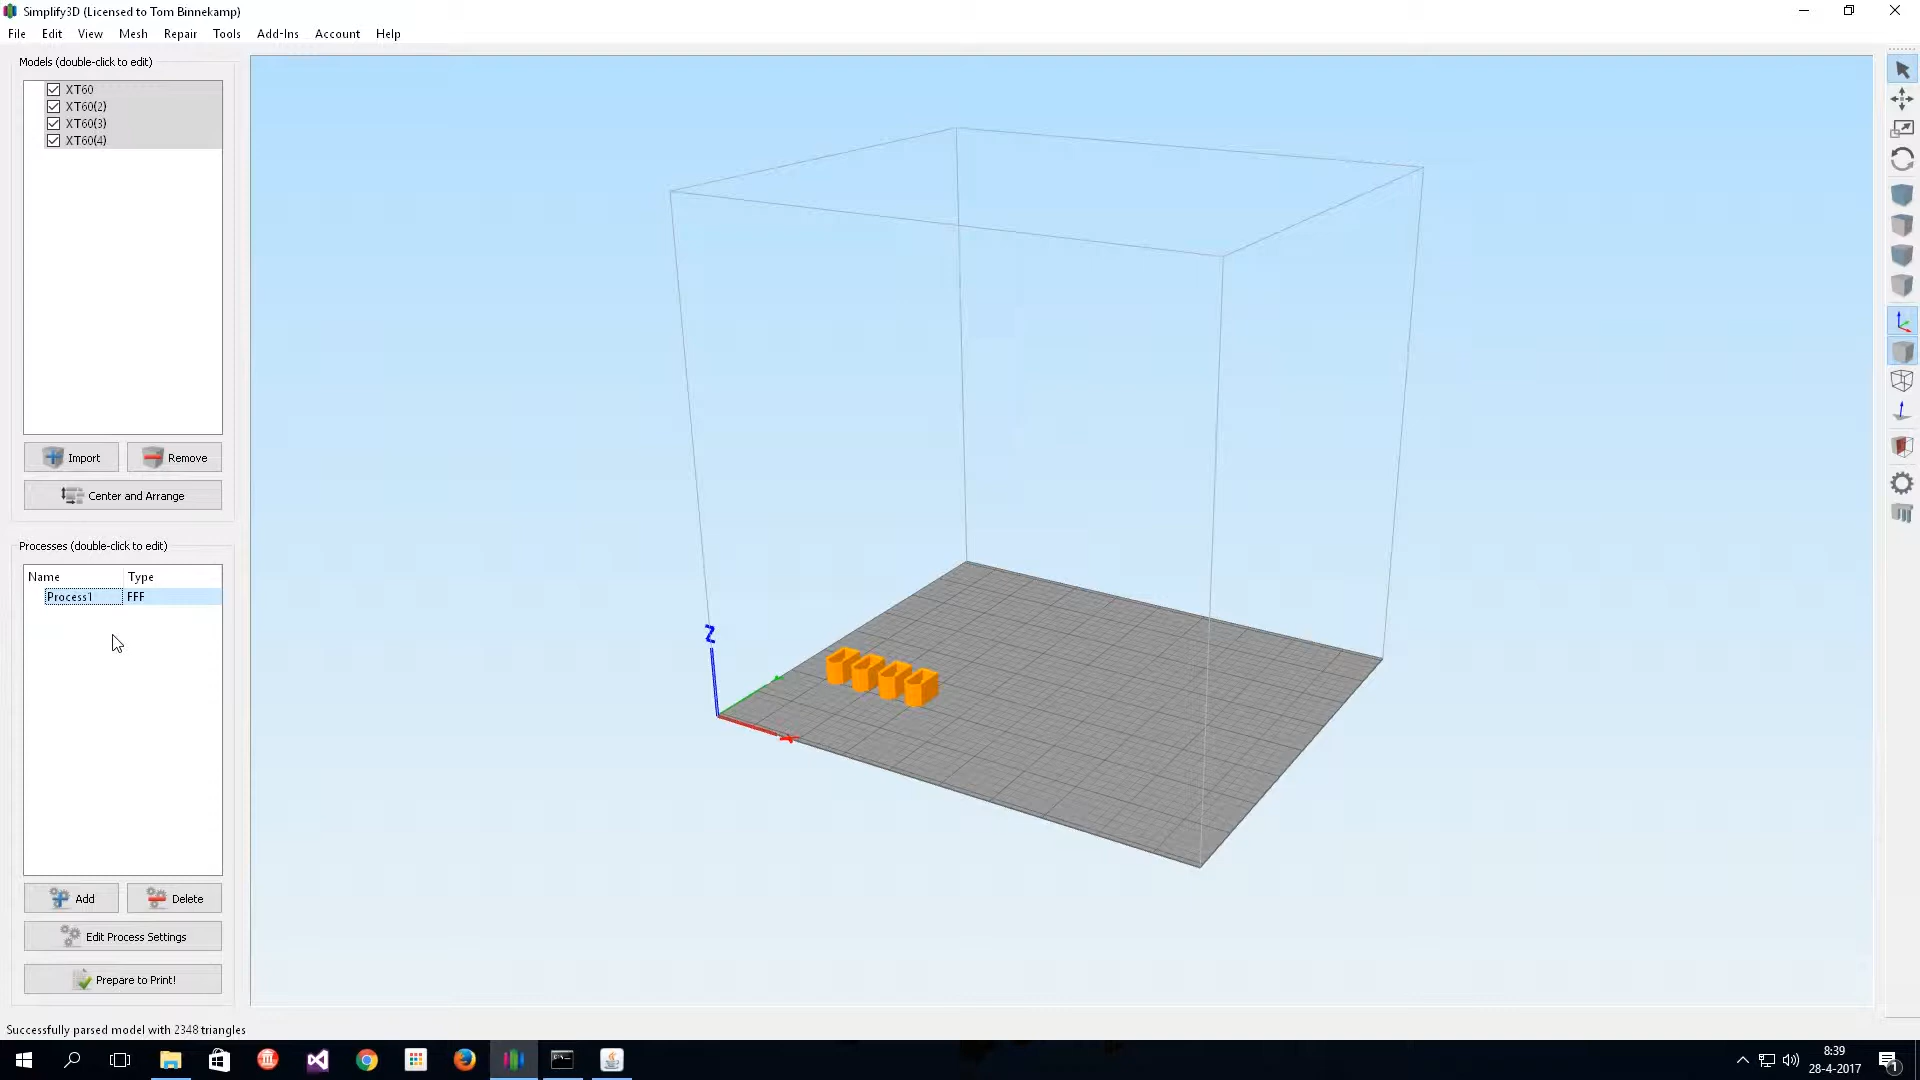 Simplify3D (Licensed to Tom Binnekamp)
File Edit View Mesh Repair Tools Add-Ins Account Help
Models (double-click to edit)
XT60
XT60(2)
XT60(3)
XT60(4)
Import Remove
Center and Arrange
Processes (double-click to edit)
Name Type
Process1 FFF
Add Delete
Edit Process Settings
Prepare to Print!
Z
X
Successfully parsed model with 2348 triangles
8:39
28-4-2017
1